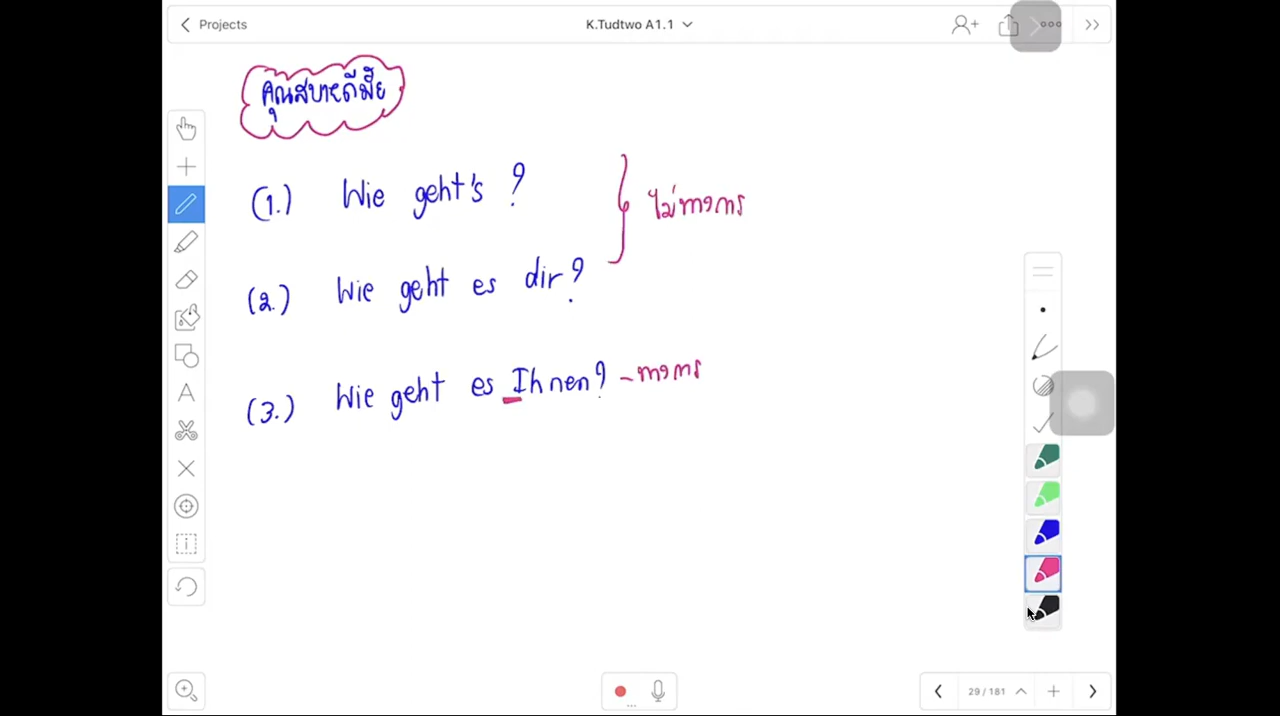 Projects
K.Tudtwo A1.1
คุณสบายดีมั๊ย
(1.) Wie geht's ?
ไม่ทางการ
(2.) Wie geht es dir?
(3.) Wie geht es Ihnen? - ทางการ
A
29 / 181